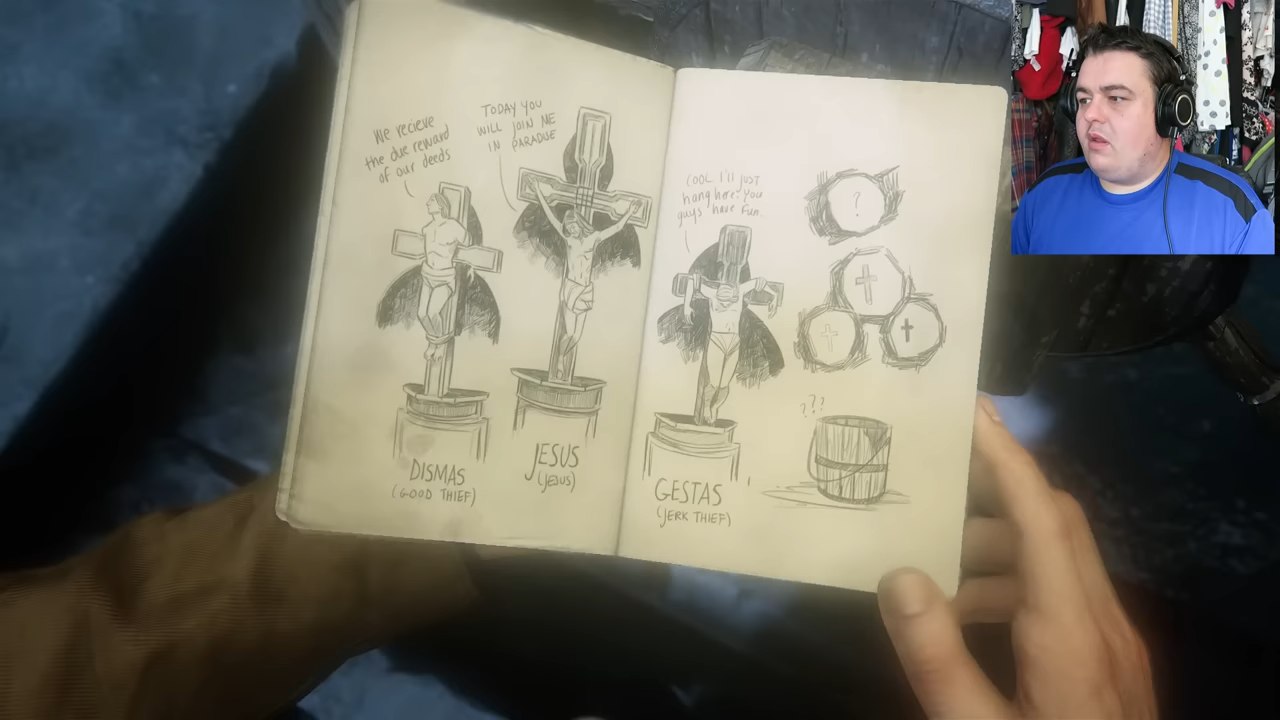 We recieve
the due reward
of our deeds
TODAY YOU
WILL JOIN ME
IN PARADISE
DISMAS
(GOOD THIEF)
JESUS
(JESUS)
COOL. I'll JUST
hang here. You
guys have fun.
GESTAS
(JERK THIEF)
?
???